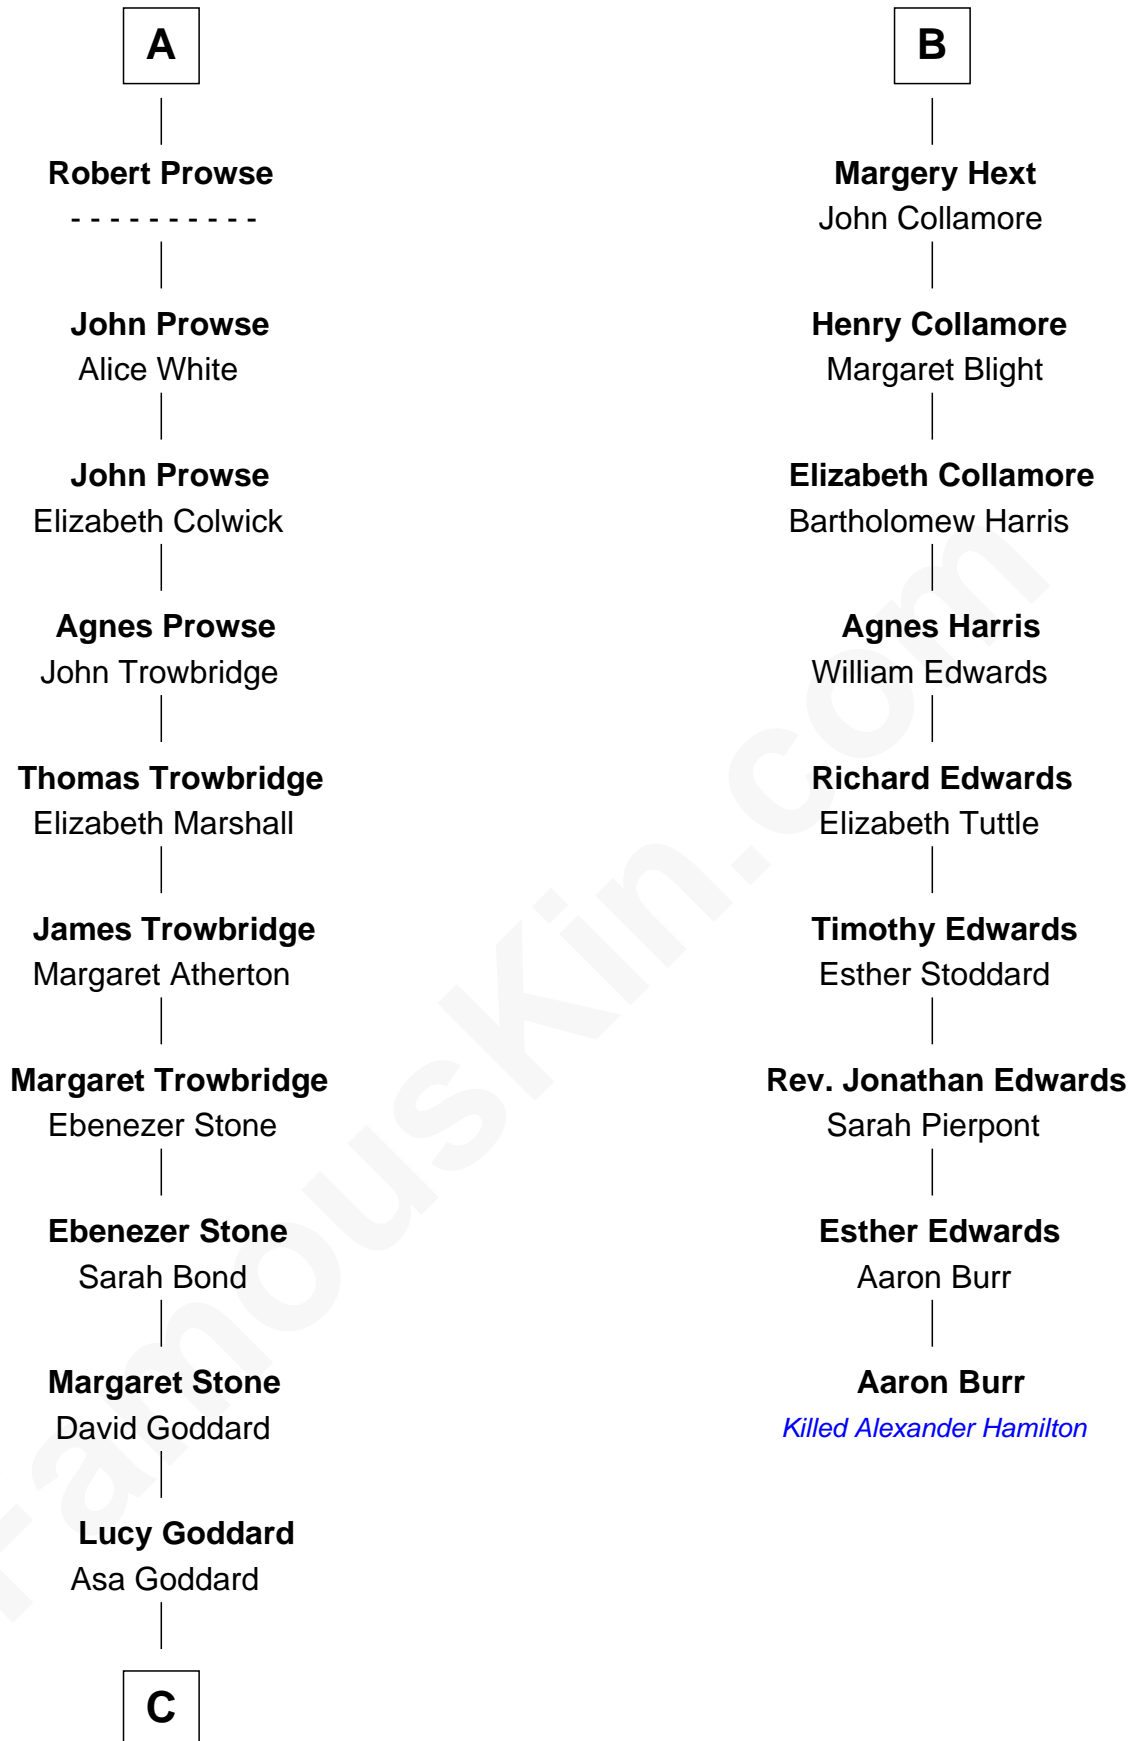 A
Robert Prowse
- - - - - - - - - -
John Prowse
Alice White
John Prowse
Elizabeth Colwick
Agnes Prowse
John Trowbridge
Thomas Trowbridge
Elizabeth Marshall
James Trowbridge
Margaret Atherton
Margaret Trowbridge
Ebenezer Stone
Ebenezer Stone
Sarah Bond
Margaret Stone
David Goddard
Lucy Goddard
Asa Goddard
C
B
Margery Hext
John Collamore
Henry Collamore
Margaret Blight
Elizabeth Collamore
Bartholomew Harris
Agnes Harris
William Edwards
Richard Edwards
Elizabeth Tuttle
Timothy Edwards
Esther Stoddard
Rev. Jonathan Edwards
Sarah Pierpont
Esther Edwards
Aaron Burr
Aaron Burr
Killed Alexander Hamilton
FamousKin.com